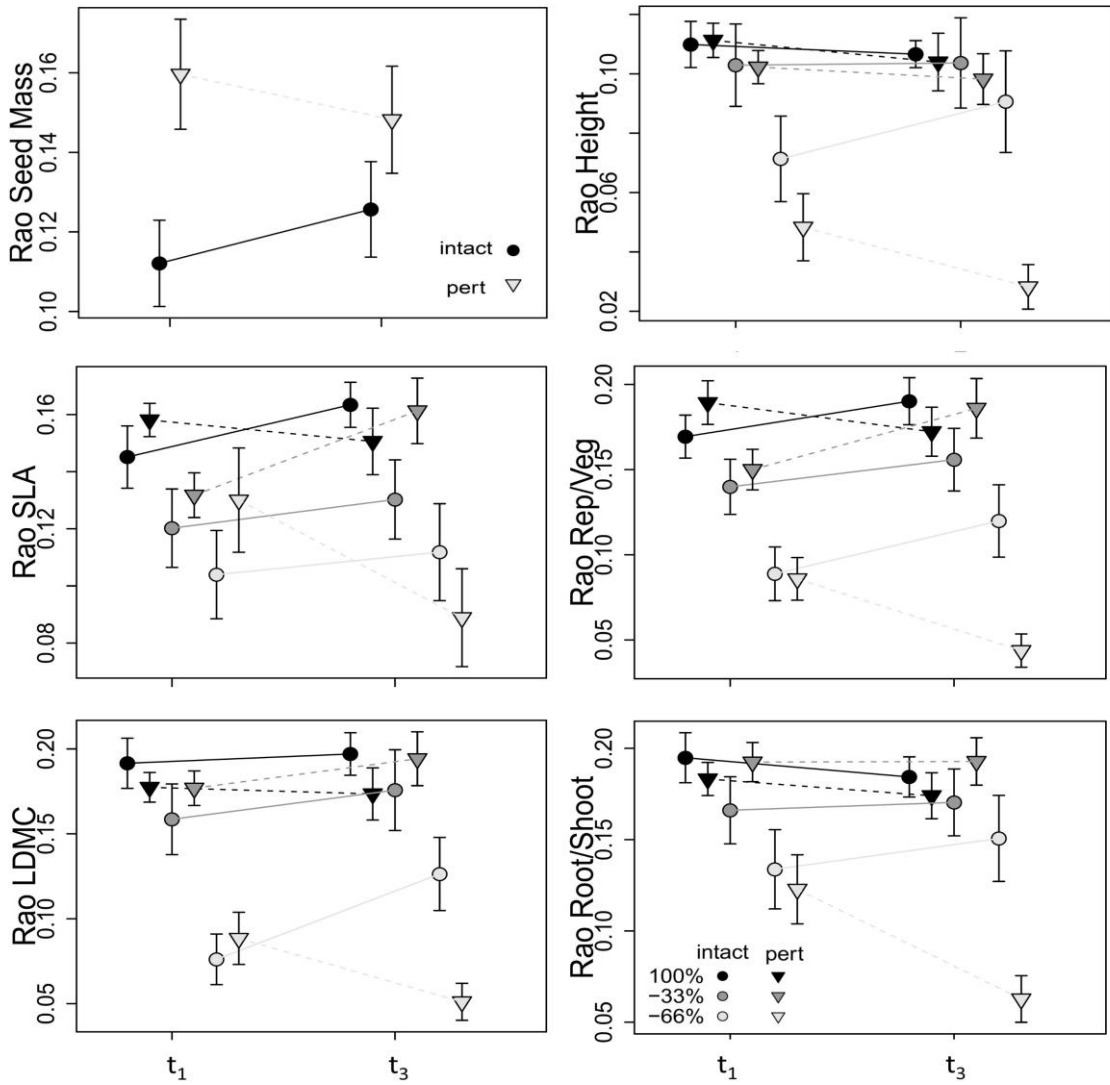 Rao Seed Mass
0.16
0.14
0.12
0.10
intact
pert
Rao Height
0.10
0.06
0.02
Rao SLA
0.16
0.12
0.08
Rao Rep/Veg
0.20
0.15
0.10
0.05
Rao LDMC
0.20
0.15
0.10
0.05
t1
t3
Rao Root/Shoot
0.20
0.15
0.10
0.05
intact pert
100%
−33%
−66%
t1
t3